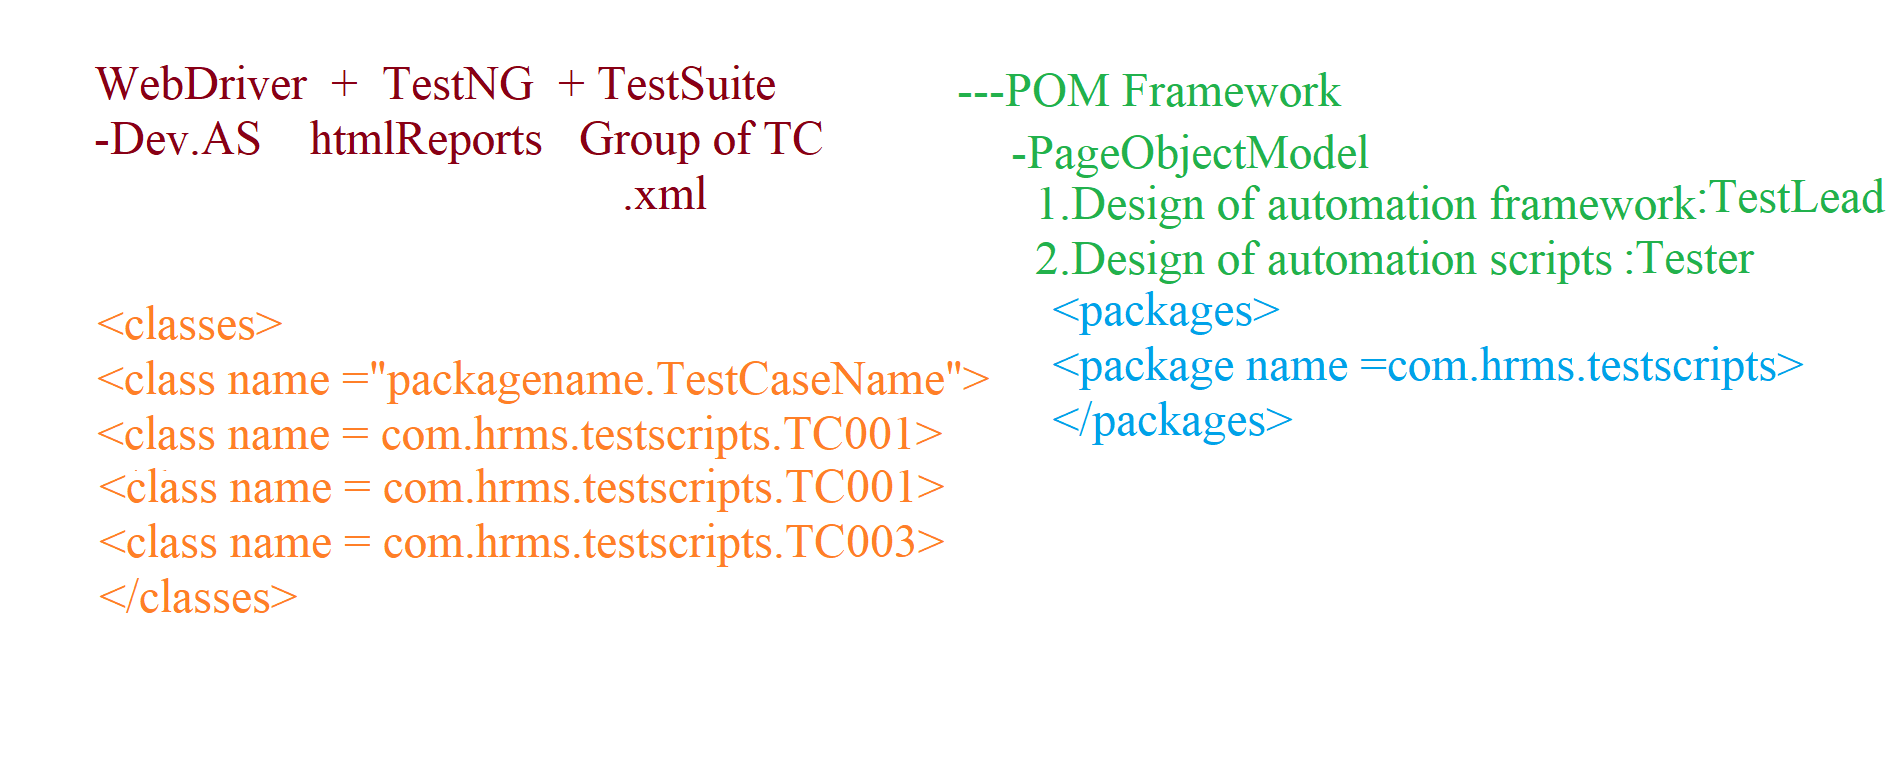 WebDriver + TestNG + TestSuite
-Dev.AS htmlReports Group of TC
.xml
---POM Framework
-PageObjectModel
1.Design of automation framework:TestLead
2.Design of automation scripts :Tester
<packages>
<package name =com.hrms.testscripts>
</packages>
<classes>
<class name ="packagename.TestCaseName">
<class name = com.hrms.testscripts.TC001>
<class name = com.hrms.testscripts.TC001>
<class name = com.hrms.testscripts.TC003>
</classes>